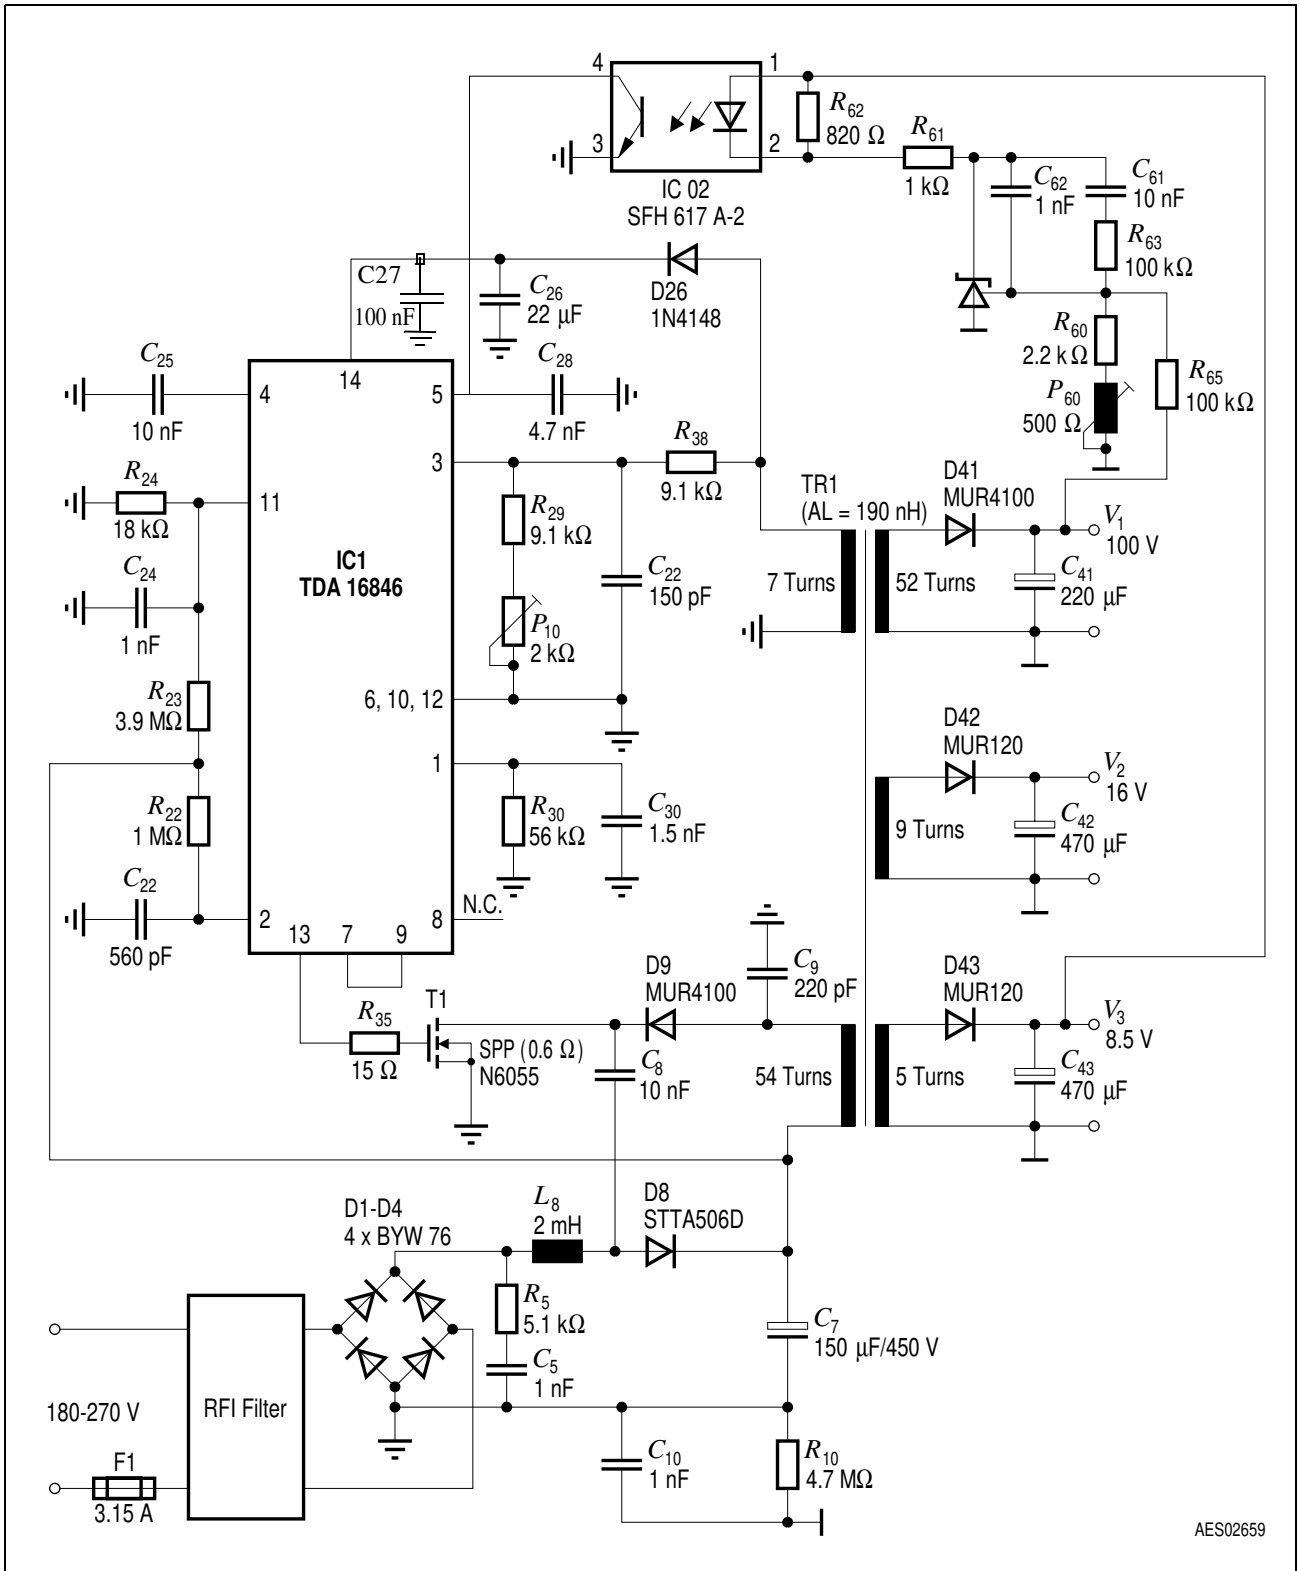 4
1
3
2
R62
820 Ω
R61
1 kΩ
C62
1 nF
C61
10 nF
IC 02
SFH 617 A-2
R63
100 kΩ
C27
100 nF
C26
22 µF
D26
1N4148
R60
2.2 kΩ
P60
500 Ω
R65
100 kΩ
C25
10 nF
4
14
5
C28
4.7 nF
R24
18 kΩ
11
3
R38
9.1 kΩ
R29
9.1 kΩ
C24
1 nF
IC1
TDA 16846
P10
2 kΩ
C22
150 pF
TR1
(AL = 190 nH)
7 Turns
52 Turns
D41
MUR4100
V1
100 V
C41
220 µF
R23
3.9 MΩ
6, 10, 12
1
R22
1 MΩ
R30
56 kΩ
C30
1.5 nF
D42
MUR120
V2
16 V
9 Turns
C42
470 µF
C22
560 pF
2
13
7
9
8
N.C.
R35
15 Ω
T1
SPP (0.6 Ω)
N6055
D9
MUR4100
C9
220 pF
C8
10 nF
54 Turns
5 Turns
D43
MUR120
V3
8.5 V
C43
470 µF
D1-D4
4 x BYW 76
L8
2 mH
D8
STTA506D
R5
5.1 kΩ
C5
1 nF
C7
150 µF/450 V
180-270 V
RFI Filter
F1
3.15 A
C10
1 nF
R10
4.7 MΩ
AES02659